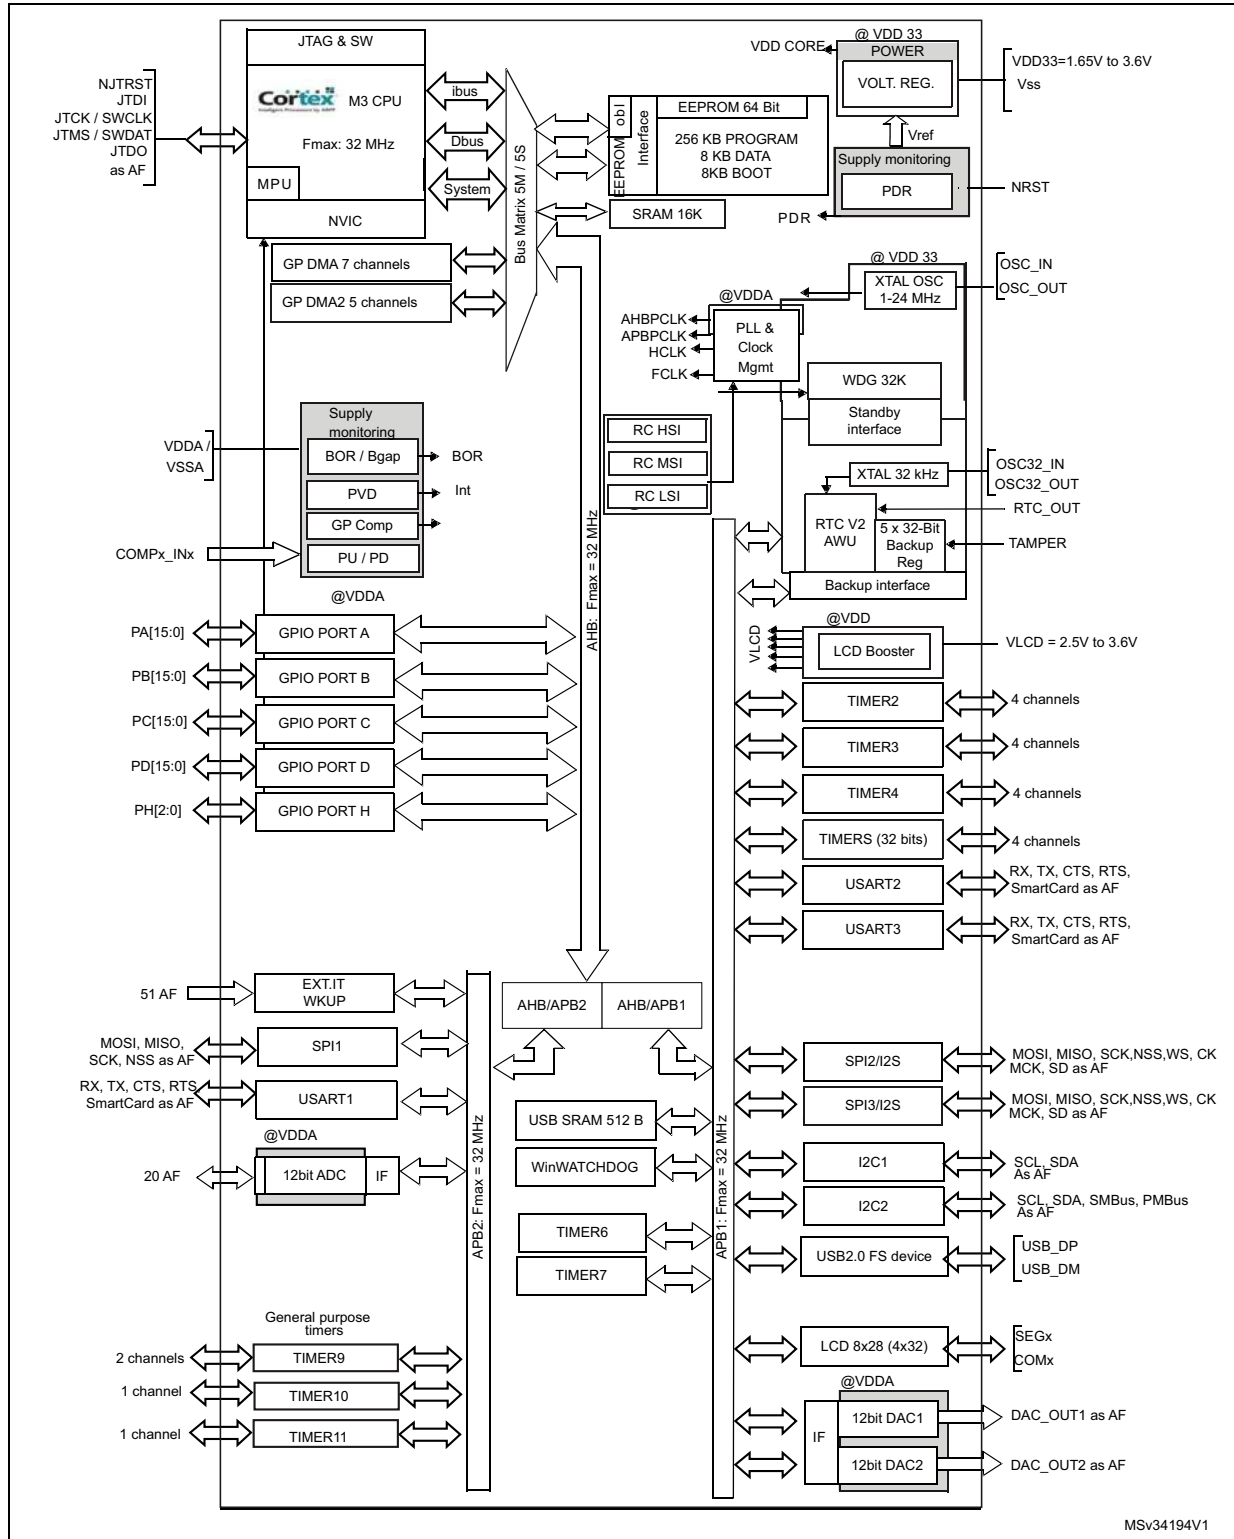 JTAG & SW
NJTRST
JTDI
JTCK / SWCLK
JTMS / SWDAT
JTDO
as AF
Cortex
M3 CPU
Fmax: 32 MHz
MPU
NVIC
ibus
Dbus
System
GP DMA 7 channels
GP DMA2 5 channels
Bus Matrix 5M / 5S
EEPROM
obl
Interface
EEPROM 64 Bit
256 KB PROGRAM
8 KB DATA
8KB BOOT
SRAM 16K
@ VDD 33
VDD CORE
POWER
VOLT. REG.
VDD33=1.65V to 3.6V
Vss
Vref
Supply monitoring
PDR
NRST
PDR
@ VDD 33
XTAL OSC
1-24 MHz
OSC_IN
OSC_OUT
@VDDA
AHBPCLK
APBPCLK
HCLK
FCLK
PLL &
Clock
Mgmt
WDG 32K
Standby
interface
RC HSI
RC MSI
RC LSI
XTAL 32 kHz
OSC32_IN
OSC32_OUT
RTC V2
AWU
RTC_OUT
5 x 32-Bit
Backup
Reg
TAMPER
Backup interface
Supply
monitoring
VDDA /
VSSA
BOR / Bgap
BOR
PVD
Int
GP Comp
COMPx_INx
PU / PD
@VDDA
AHB: Fmax = 32 MHz
PA[15:0]
GPIO PORT A
PB[15:0]
GPIO PORT B
PC[15:0]
GPIO PORT C
PD[15:0]
GPIO PORT D
PH[2:0]
GPIO PORT H
@VDD
VLCD
LCD Booster
VLCD = 2.5V to 3.6V
TIMER2
4 channels
TIMER3
4 channels
TIMER4
4 channels
TIMERS (32 bits)
4 channels
USART2
RX, TX, CTS, RTS,
SmartCard as AF
USART3
RX, TX, CTS, RTS,
SmartCard as AF
51 AF
EXT.IT
WKUP
AHB/APB2
AHB/APB1
MOSI, MISO,
SCK, NSS as AF
SPI1
RX, TX, CTS, RTS,
SmartCard as AF
USART1
@VDDA
20 AF
12bit ADC
IF
APB2: Fmax = 32 MHz
USB SRAM 512 B
WinWATCHDOG
TIMER6
TIMER7
APB1: Fmax = 32 MHz
SPI2/I2S
MOSI, MISO, SCK,NSS,WS, CK
MCK, SD as AF
SPI3/I2S
MOSI, MISO, SCK,NSS,WS, CK
MCK, SD as AF
I2C1
SCL, SDA
As AF
I2C2
SCL, SDA, SMBus, PMBus
As AF
USB2.0 FS device
USB_DP
USB_DM
General purpose
timers
2 channels
TIMER9
1 channel
TIMER10
1 channel
TIMER11
LCD 8x28 (4x32)
SEGx
COMx
@VDDA
IF
12bit DAC1
DAC_OUT1 as AF
12bit DAC2
DAC_OUT2 as AF
MSv34194V1